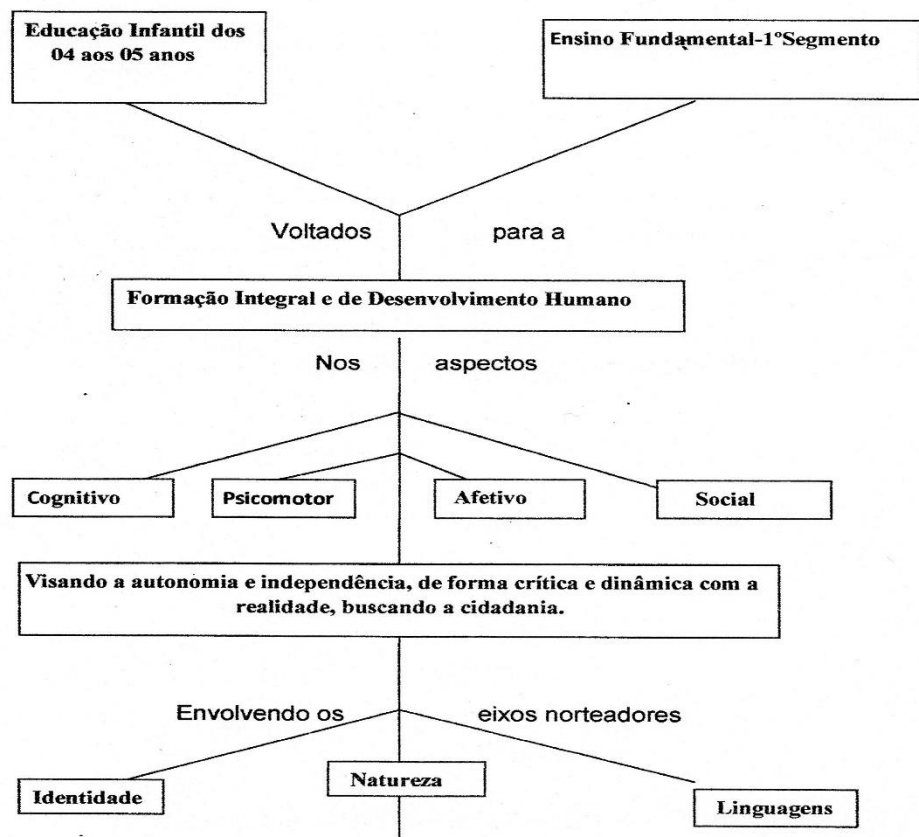 Educação Infantil dos
04 aos 05 anos
Ensino Fundamental-1ºSegmento
Voltados para a
Formação Integral e de Desenvolvimento Humano
Nos aspectos
Cognitivo
Psicomotor
Afetivo
Social
Visando a autonomia e independência, de forma crítica e dinâmica com a
realidade, buscando a cidadania.
Envolvendo os eixos norteadores
Identidade
Natureza
Linguagens